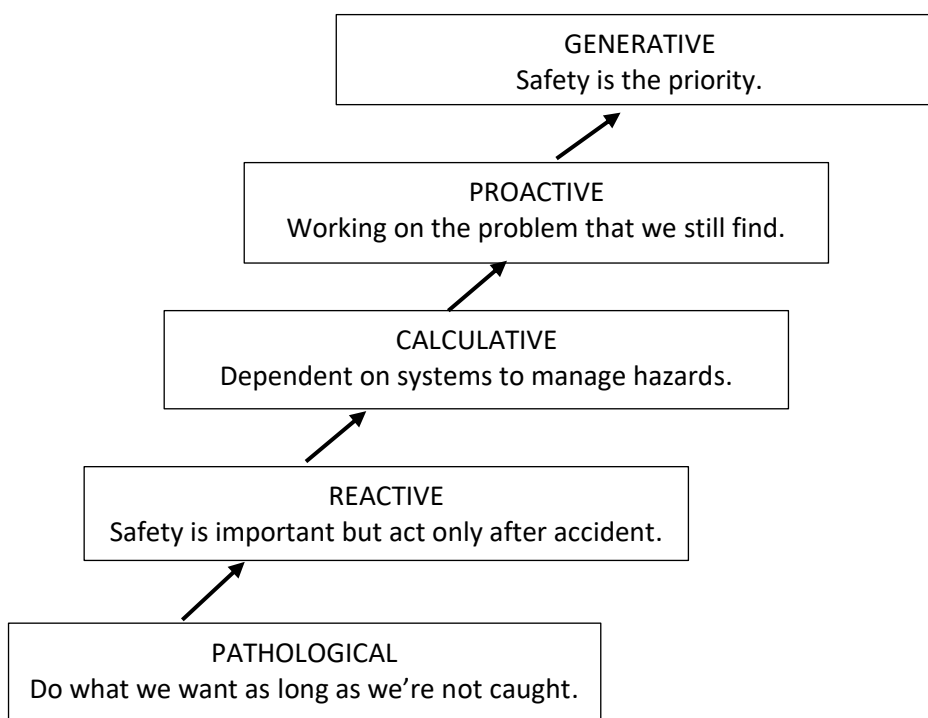 GENERATIVE
Safety is the priority.
PROACTIVE
Working on the problem that we still find.
CALCULATIVE
Dependent on systems to manage hazards.
REACTIVE
Safety is important but act only after accident.
PATHOLOGICAL
Do what we want as long as we’re not caught.